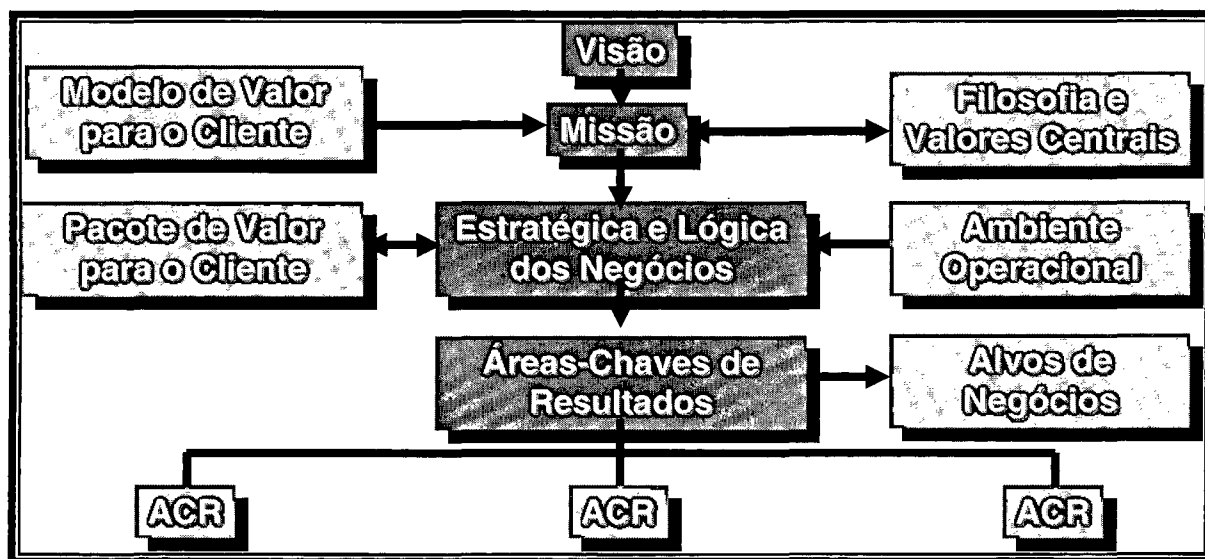 Visão
Modelo de Valor
para o Cliente
Missão
Filosofia e
Valores Centrais
Pacote de Valor
para o Cliente
Estratégica e Lógica
dos Negócios
Ambiente
Operacional
Áreas-Chaves de
Resultados
Alvos de
Negócios
ACR
ACR
ACR